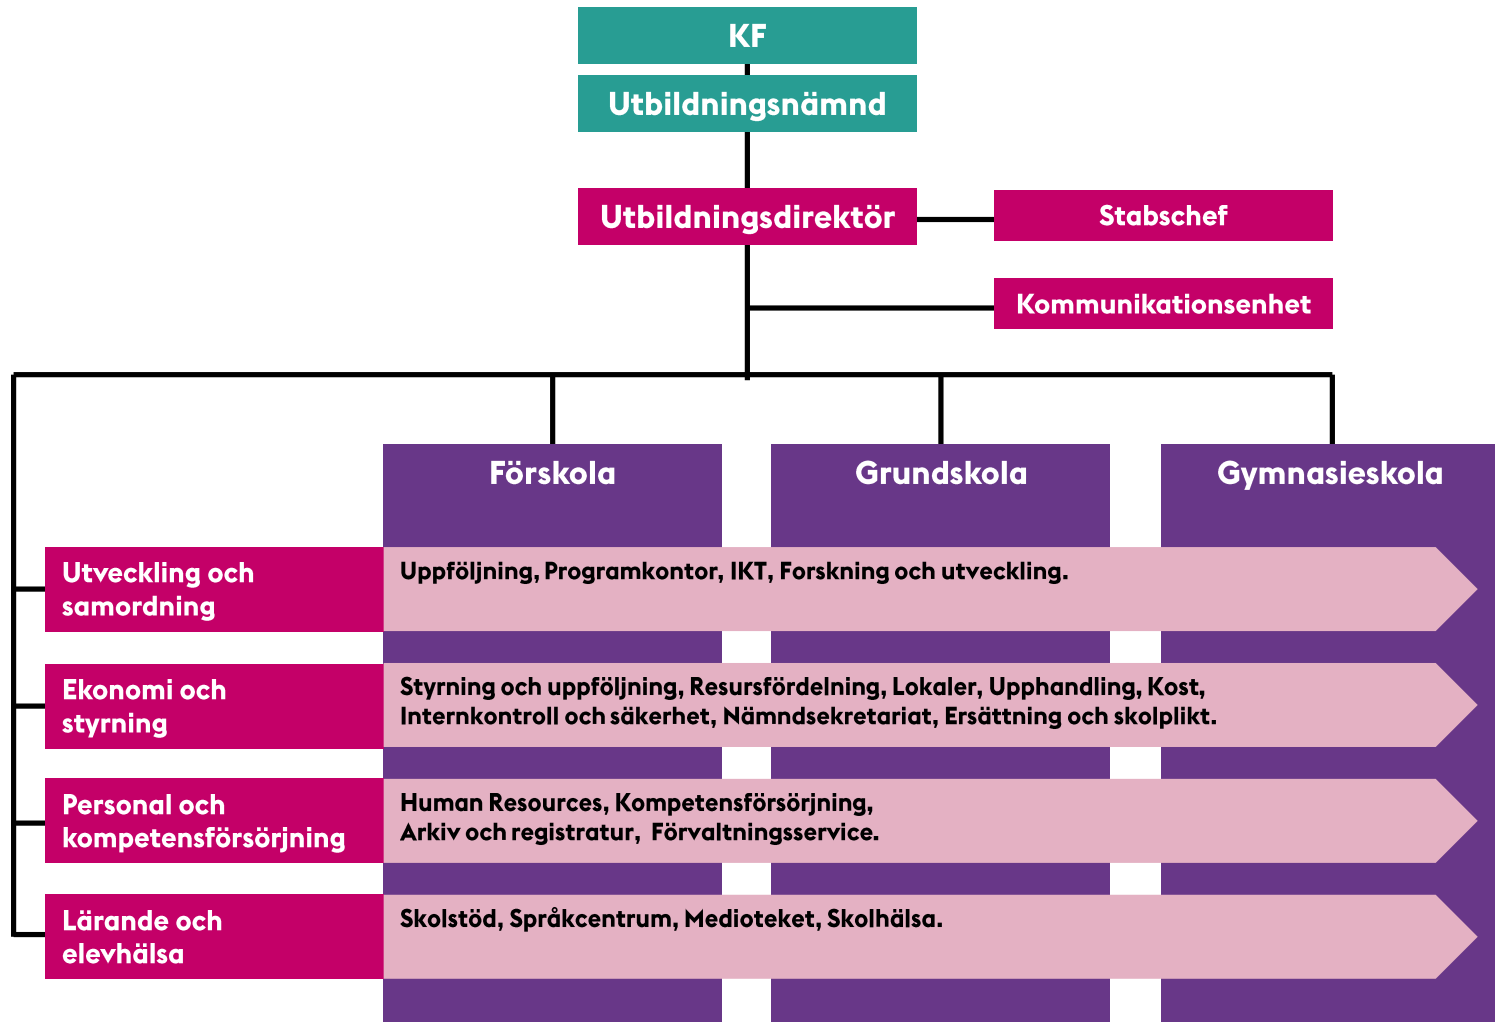 KF
Utbildningsnämnd
Utbildningsdirektör
Stabschef
Kommunikationsenhet
Förskola
Grundskola
Gymnasieskola
Utveckling och
samordning
Uppföljning, Programkontor, IKT, Forskning och utveckling.
Ekonomi och
styrning
Styrning och uppföljning, Resursfördelning, Lokaler, Upphandling, Kost,
Internkontroll och säkerhet, Nämndsekretariat, Ersättning och skolplikt.
Personal och
kompetensförsörjning
Human Resources, Kompetensförsörjning,
Arkiv och registratur, Förvaltningsservice.
Lärande och
elevhälsa
Skolstöd, Språkcentrum, Medioteket, Skolhälsa.